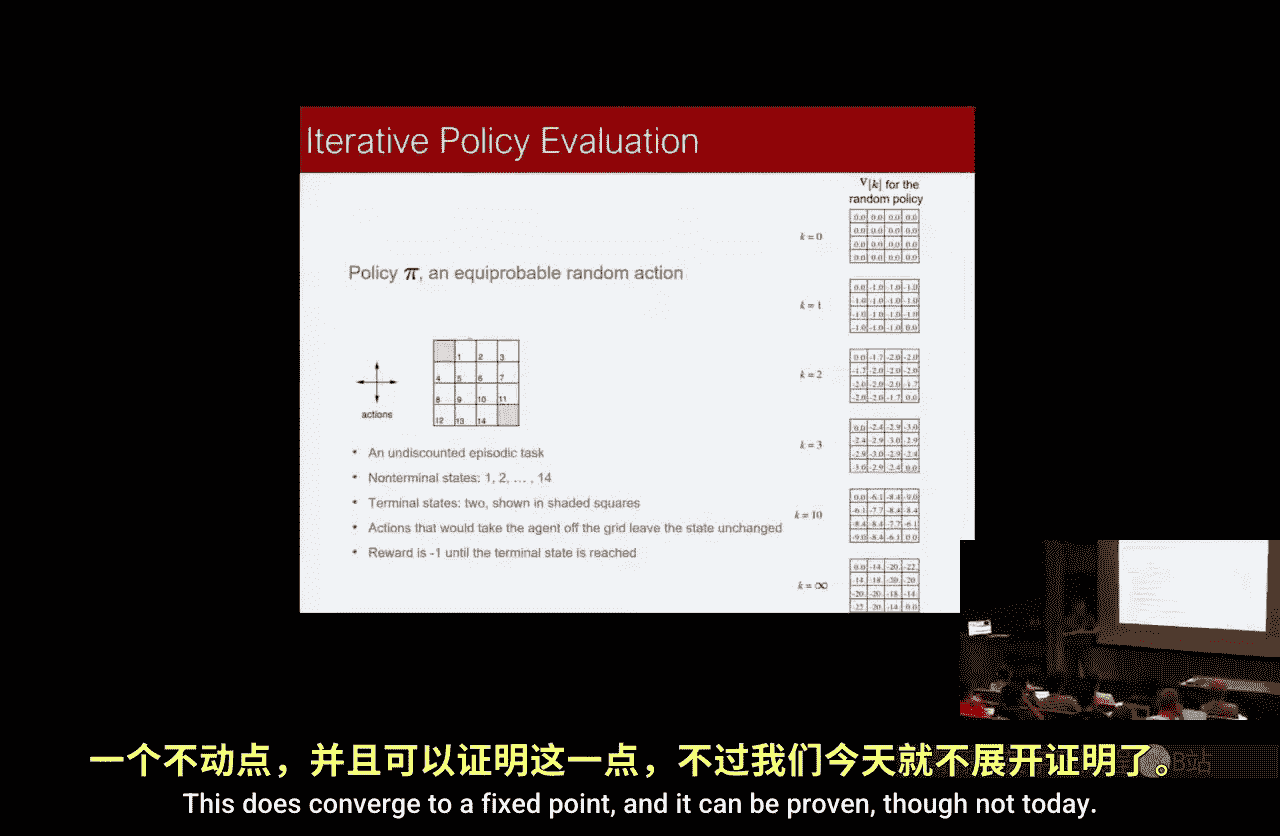 Iterative Policy Evaluation
V[k] for the
random policy
Policy π, an equiprobable random action
k = 0
0.0 0.0 0.0 0.0
0.0 0.0 0.0 0.0
0.0 0.0 0.0 0.0
0.0 0.0 0.0 0.0
k = 1
0.0 -1.0 -1.0 -1.0
-1.0 -1.0 -1.0 -1.0
-1.0 -1.0 -1.0 -1.0
-1.0 -1.0 -1.0 0.0
k = 2
0.0 -1.7 -2.0 -2.0
-1.7 -2.0 -2.0 -2.0
-2.0 -2.0 -2.0 -1.7
-2.0 -2.0 -1.7 0.0
k = 3
0.0 -2.4 -2.9 -3.0
-2.4 -2.9 -3.0 -2.9
-2.9 -3.0 -2.9 -2.4
-3.0 -2.9 -2.4 0.0
k = 10
0.0 -6.1 -8.4 -9.0
-6.1 -7.7 -8.4 -8.4
-8.4 -8.4 -7.7 -6.1
-9.0 -8.4 -6.1 0.0
k = ∞
0.0 -14. -20. -22.
-14. -18. -20. -20.
-20. -20. -18. -14.
-22. -20. -14. 0.0
1 2 3
4 5 6 7
8 9 10 11
12 13 14
actions
• An undiscounted episodic task
• Nonterminal states: 1, 2, … , 14
• Terminal states: two, shown in shaded squares
• Actions that would take the agent off the grid leave the state unchanged
• Reward is -1 until the terminal state is reached
一个不动点，并且可以证明这一点，不过我们今天就不展开证明了。
B站
This does converge to a fixed point, and it can be proven, though not today.